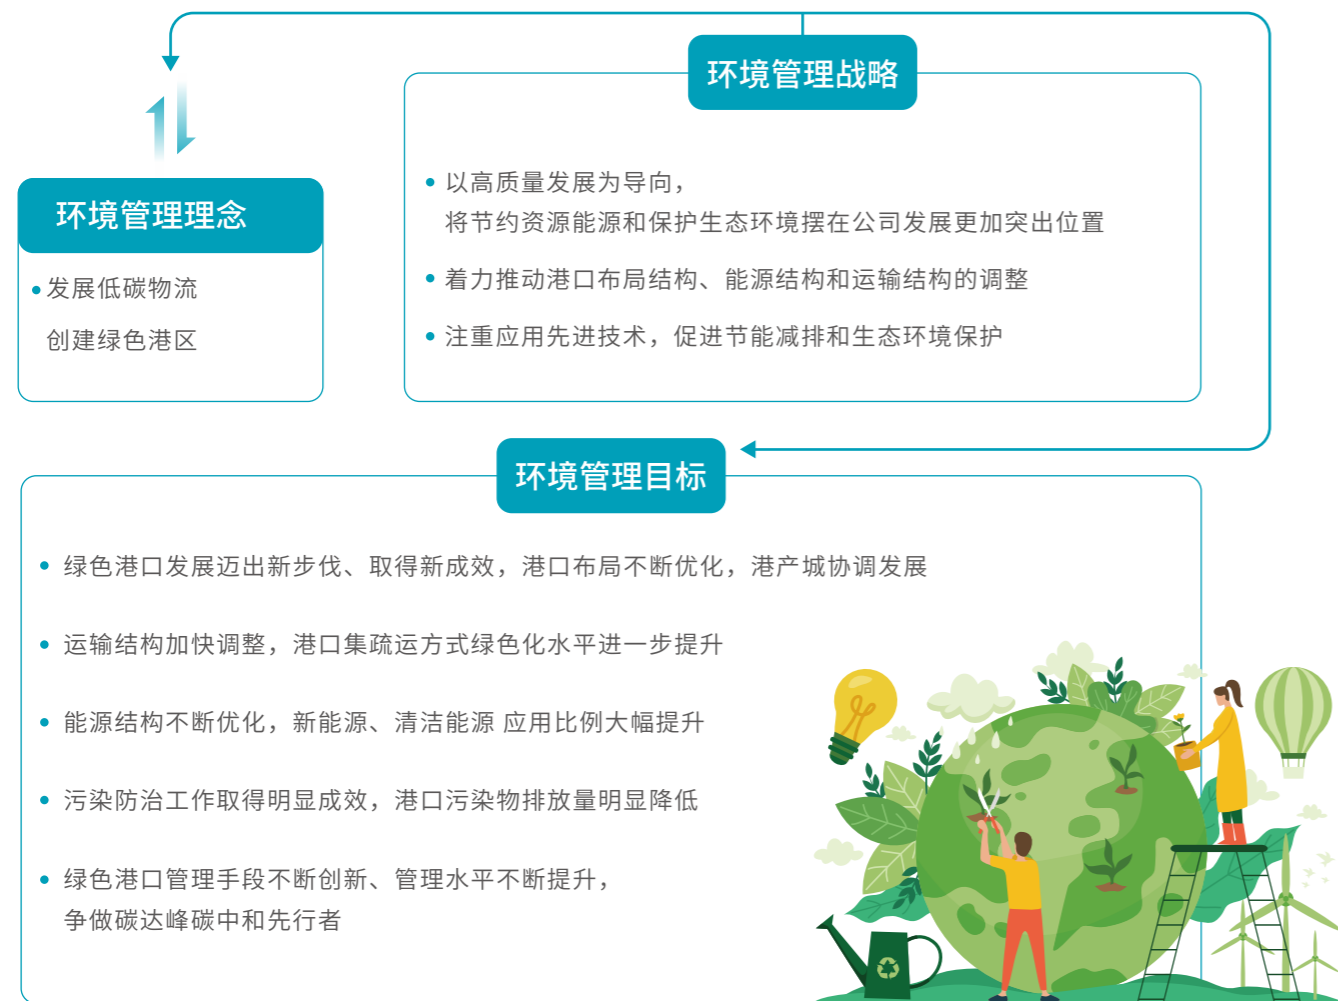 环境管理战略
以高质量发展为导向，
将节约资源能源和保护生态环境摆在公司发展更加突出位置
着力推动港口布局结构、能源结构和运输结构的调整
注重应用先进技术，促进节能减排和生态环境保护
环境管理理念
发展低碳物流
创建绿色港区
环境管理目标
绿色港口发展迈出新步伐、取得新成效，港口布局不断优化，港产城协调发展
运输结构加快调整，港口集疏运方式绿色化水平进一步提升
能源结构不断优化，新能源、清洁能源 应用比例大幅提升
污染防治工作取得明显成效，港口污染物排放量明显降低
绿色港口管理手段不断创新、管理水平不断提升，
争做碳达峰碳中和先行者